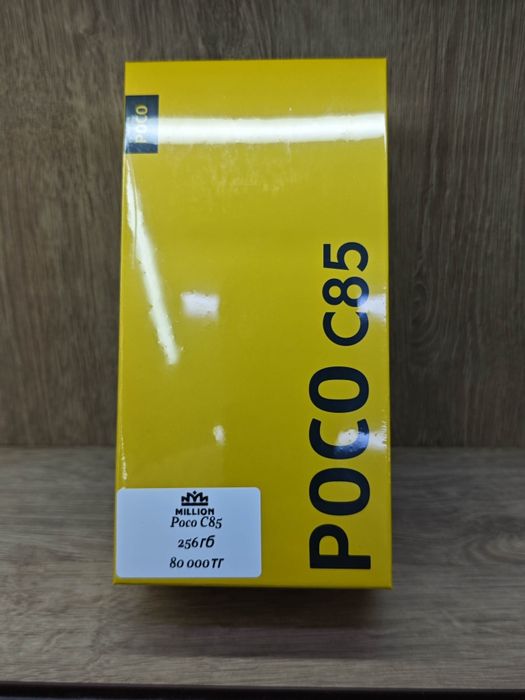 POCO
POCO C85
MILLION
Poco C85
256гб
80 000тг